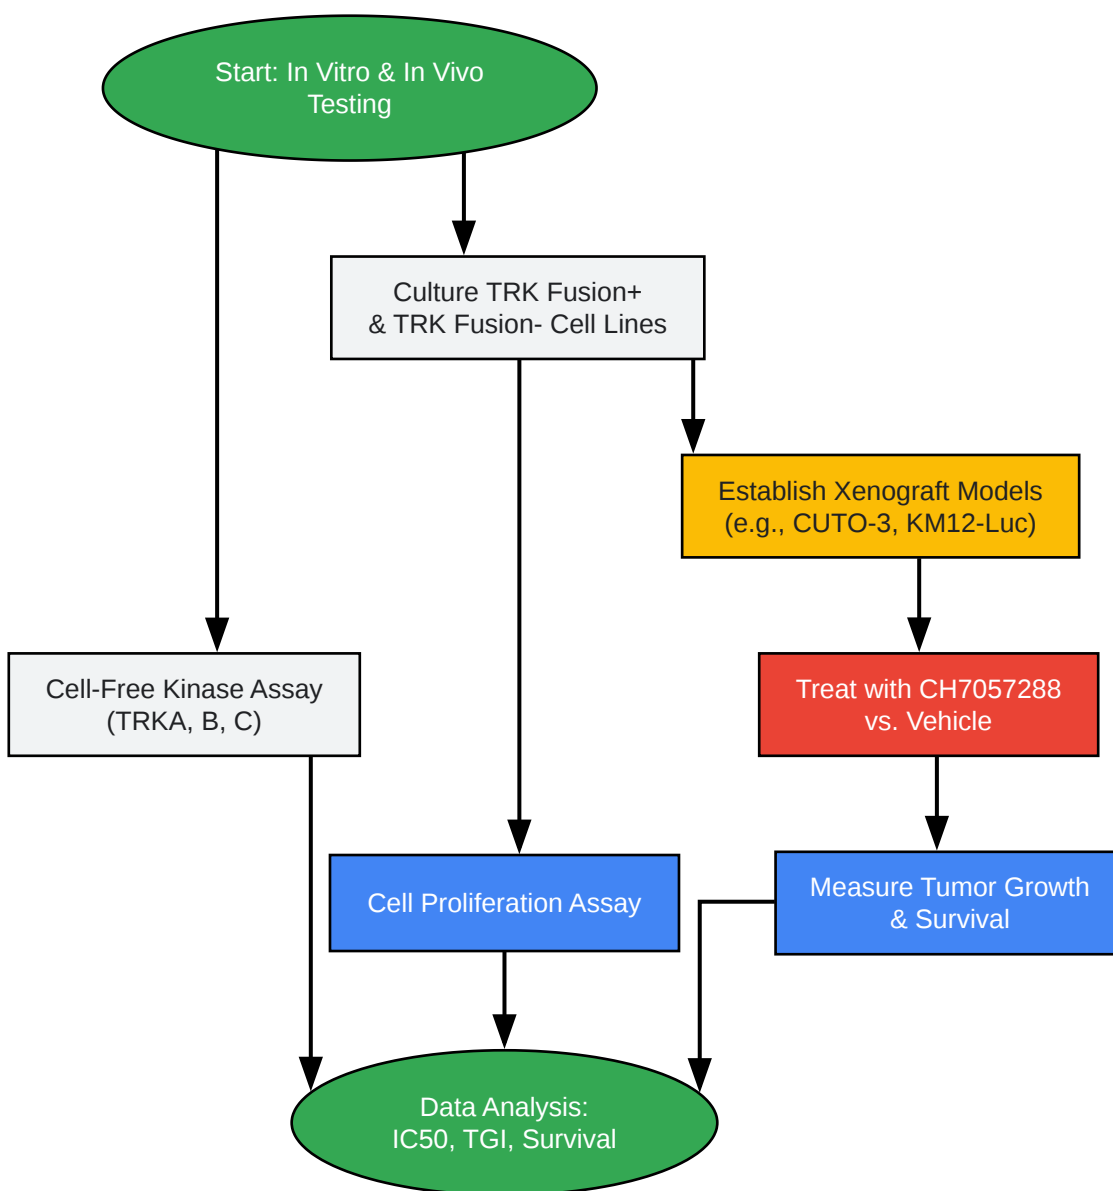 Start: In Vitro & In Vivo
Testing
Culture TRK Fusion+
& TRK Fusion- Cell Lines
Establish Xenograft Models
(e.g., CUTO-3, KM12-Luc)
Cell-Free Kinase Assay
(TRKA, B, C)
Treat with CH7057288
vs. Vehicle
Cell Proliferation Assay
Measure Tumor Growth
& Survival
Data Analysis:
IC50, TGI, Survival